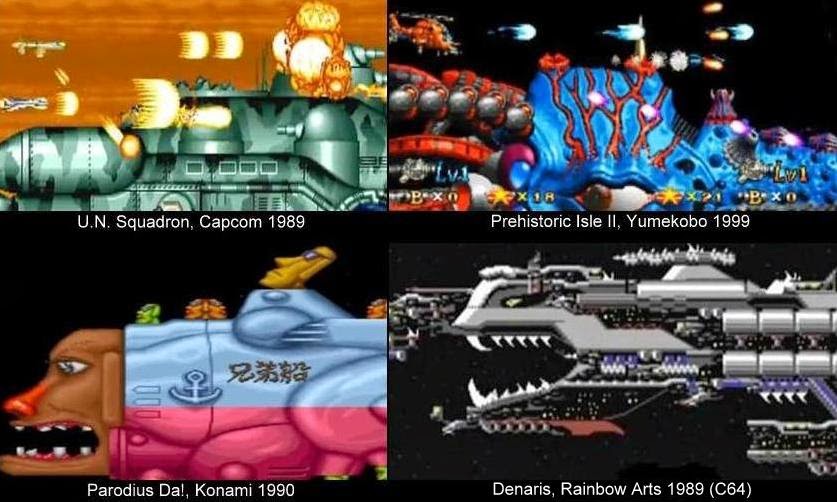 U.N. Squadron, Capcom 1989
Lv1
B×0
×18
×21
Lv1
B×0
Prehistoric Isle II, Yumekobo 1999
兄弟船
Parodius Da!, Konami 1990
Denaris, Rainbow Arts 1989 (C64)